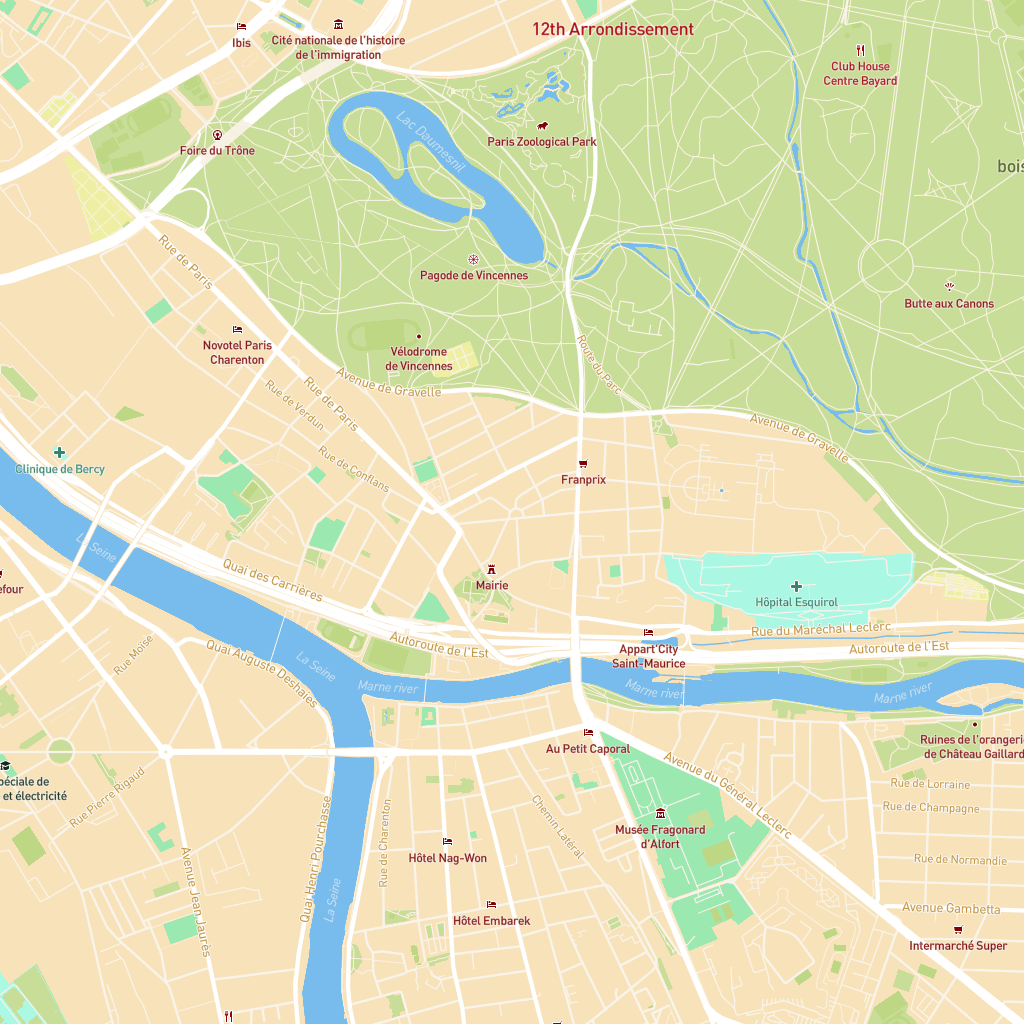 12th Arrondissement
Ibis
Cité nationale de l'histoire
de l'immigration
Club House
Centre Bayard
Lac Daumesnil
Paris Zoological Park
Foire du Trône
bois
Rue de Paris
Pagode de Vincennes
Butte aux Canons
Novotel Paris
Charenton
Vélodrome
de Vincennes
Route du Parc
Avenue de Gravelle
Rue de Verdun
Rue de Paris
Avenue de Gravelle
Rue de Conflans
Clinique de Bercy
Franprix
La Seine
Quai des Carrières
Mairie
Hôpital Esquirol
efour
Rue du Maréchal Leclerc
Autoroute de l'Est
Autoroute de l'Est
Appart'City
Saint-Maurice
Rue Moïse
Quai Auguste Deshaies
La Seine
Marne river
Marne river
Marne river
Au Petit Caporal
Ruines de l'orangerie
de Château Gaillard
péciale de
et électricité
Rue Pierre Rigaud
Avenue du Général Leclerc
Rue de Lorraine
Rue de Champagne
Quai Henri Pourchasse
Rue de Charenton
Chemin Latéral
Musée Fragonard
d'Alfort
Hôtel Nag-Won
Rue de Normandie
Avenue Jean Jaurès
La Seine
Hôtel Embarek
Avenue Gambetta
Intermarché Super